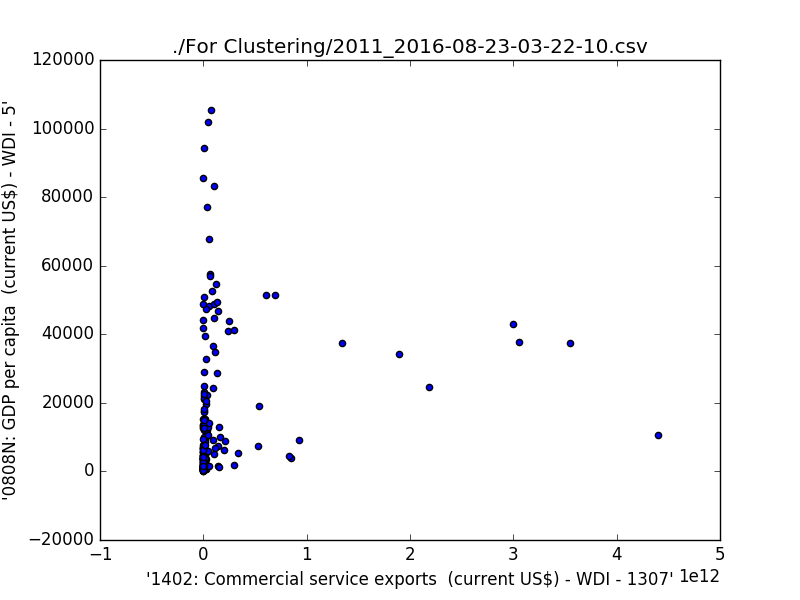 ./For Clustering/2011_2016-08-23-03-22-10.csv
120000
100000
80000
60000
40000
20000
0
−20000
'0808N: GDP per capita  (current US$) - WDI - 5'
−1 0 1 2 3 4 5
1e12
'1402: Commercial service exports  (current US$) - WDI - 1307'